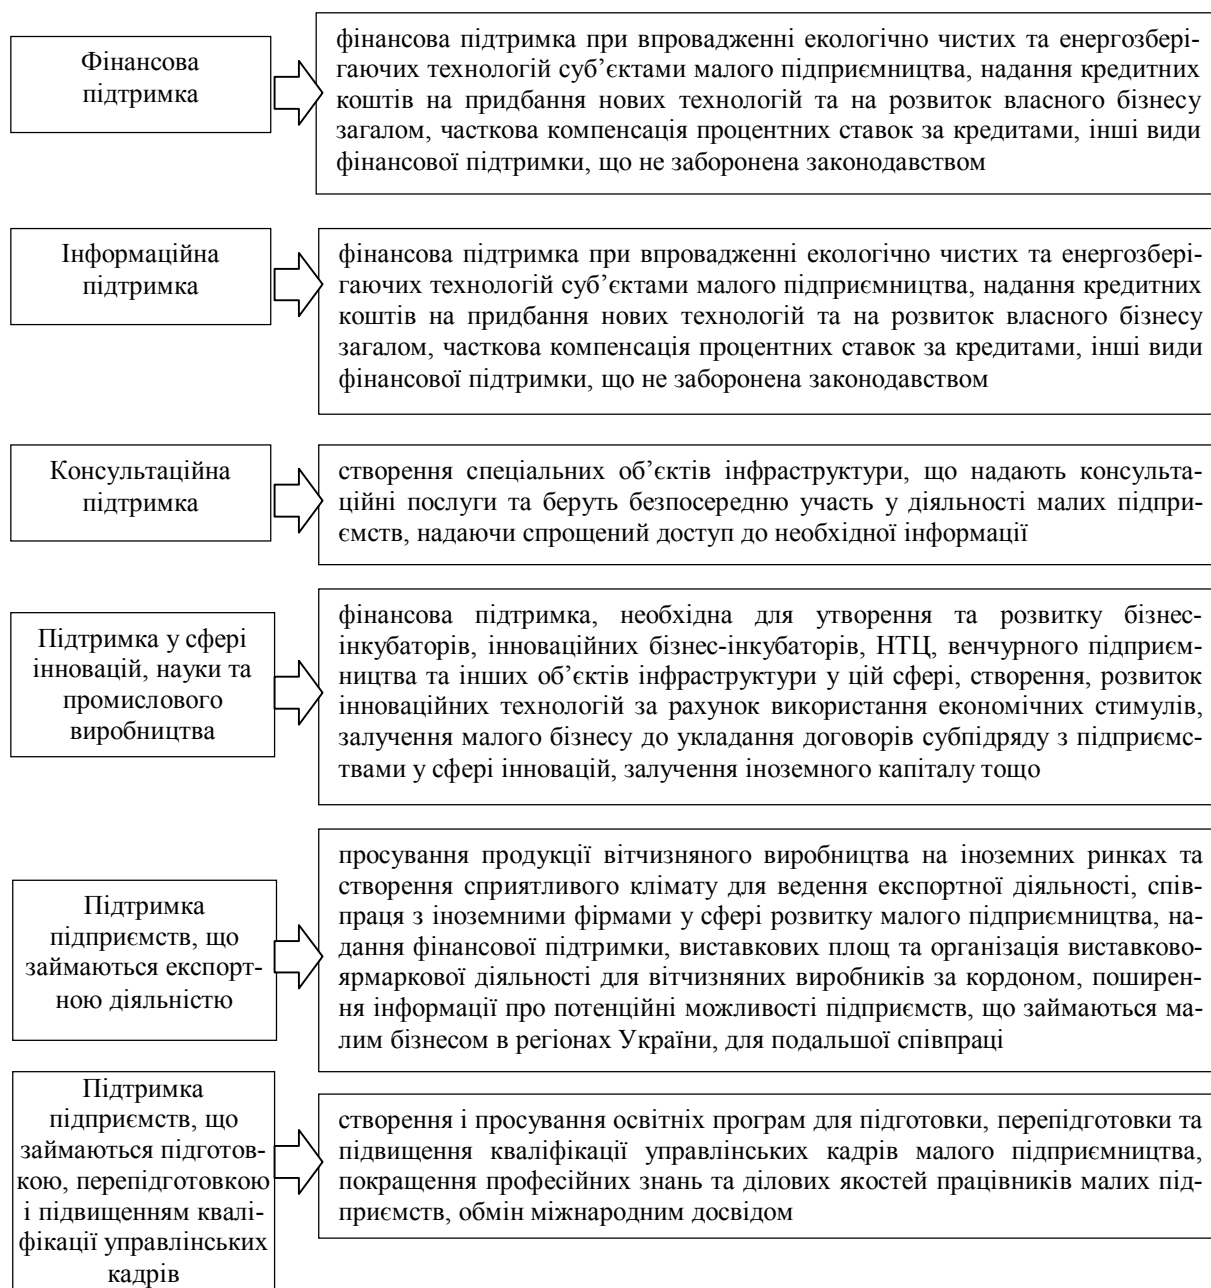 Фінансова
підтримка
фінансова підтримка при впровадженні екологічно чистих та енергозбері-
гаючих технологій суб’єктами малого підприємництва, надання кредитних
коштів на придбання нових технологій та на розвиток власного бізнесу
загалом, часткова компенсація процентних ставок за кредитами, інші види
фінансової підтримки, що не заборонена законодавством
Інформаційна
підтримка
фінансова підтримка при впровадженні екологічно чистих та енергозбері-
гаючих технологій суб’єктами малого підприємництва, надання кредитних
коштів на придбання нових технологій та на розвиток власного бізнесу
загалом, часткова компенсація процентних ставок за кредитами, інші види
фінансової підтримки, що не заборонена законодавством
Консультаційна
підтримка
створення спеціальних об’єктів інфраструктури, що надають консульта-
ційні послуги та беруть безпосередню участь у діяльності малих підпри-
ємств, надаючи спрощений доступ до необхідної інформації
Підтримка у сфері
інновацій, науки та
промислового
виробництва
фінансова підтримка, необхідна для утворення та розвитку бізнес-
інкубаторів, інноваційних бізнес-інкубаторів, НТЦ, венчурного підприєм-
ництва та інших об’єктів інфраструктури у цій сфері, створення, розвиток
інноваційних технологій за рахунок використання економічних стимулів,
залучення малого бізнесу до укладання договорів субпідряду з підприємс-
твами у сфері інновацій, залучення іноземного капіталу тощо
Підтримка
підприємств, що
займаються експорт-
ною діяльністю
просування продукції вітчизняного виробництва на іноземних ринках та
створення сприятливого клімату для ведення експортної діяльності, спів-
праця з іноземними фірмами у сфері розвитку малого підприємництва, на-
дання фінансової підтримки, виставкових площ та організація виставково-
ярмаркової діяльності для вітчизняних виробників за кордоном, поширен-
ня інформації про потенційні можливості підприємств, що займаються ма-
лим бізнесом в регіонах України, для подальшої співпраці
Підтримка
підприємств, що
займаються підготов-
кою, перепідготовкою
і підвищенням квалі-
фікації управлінських
кадрів
створення і просування освітніх програм для підготовки, перепідготовки та
підвищення кваліфікації управлінських кадрів малого підприємництва,
покращення професійних знань та ділових якостей працівників малих під-
приємств, обмін міжнародним досвідом